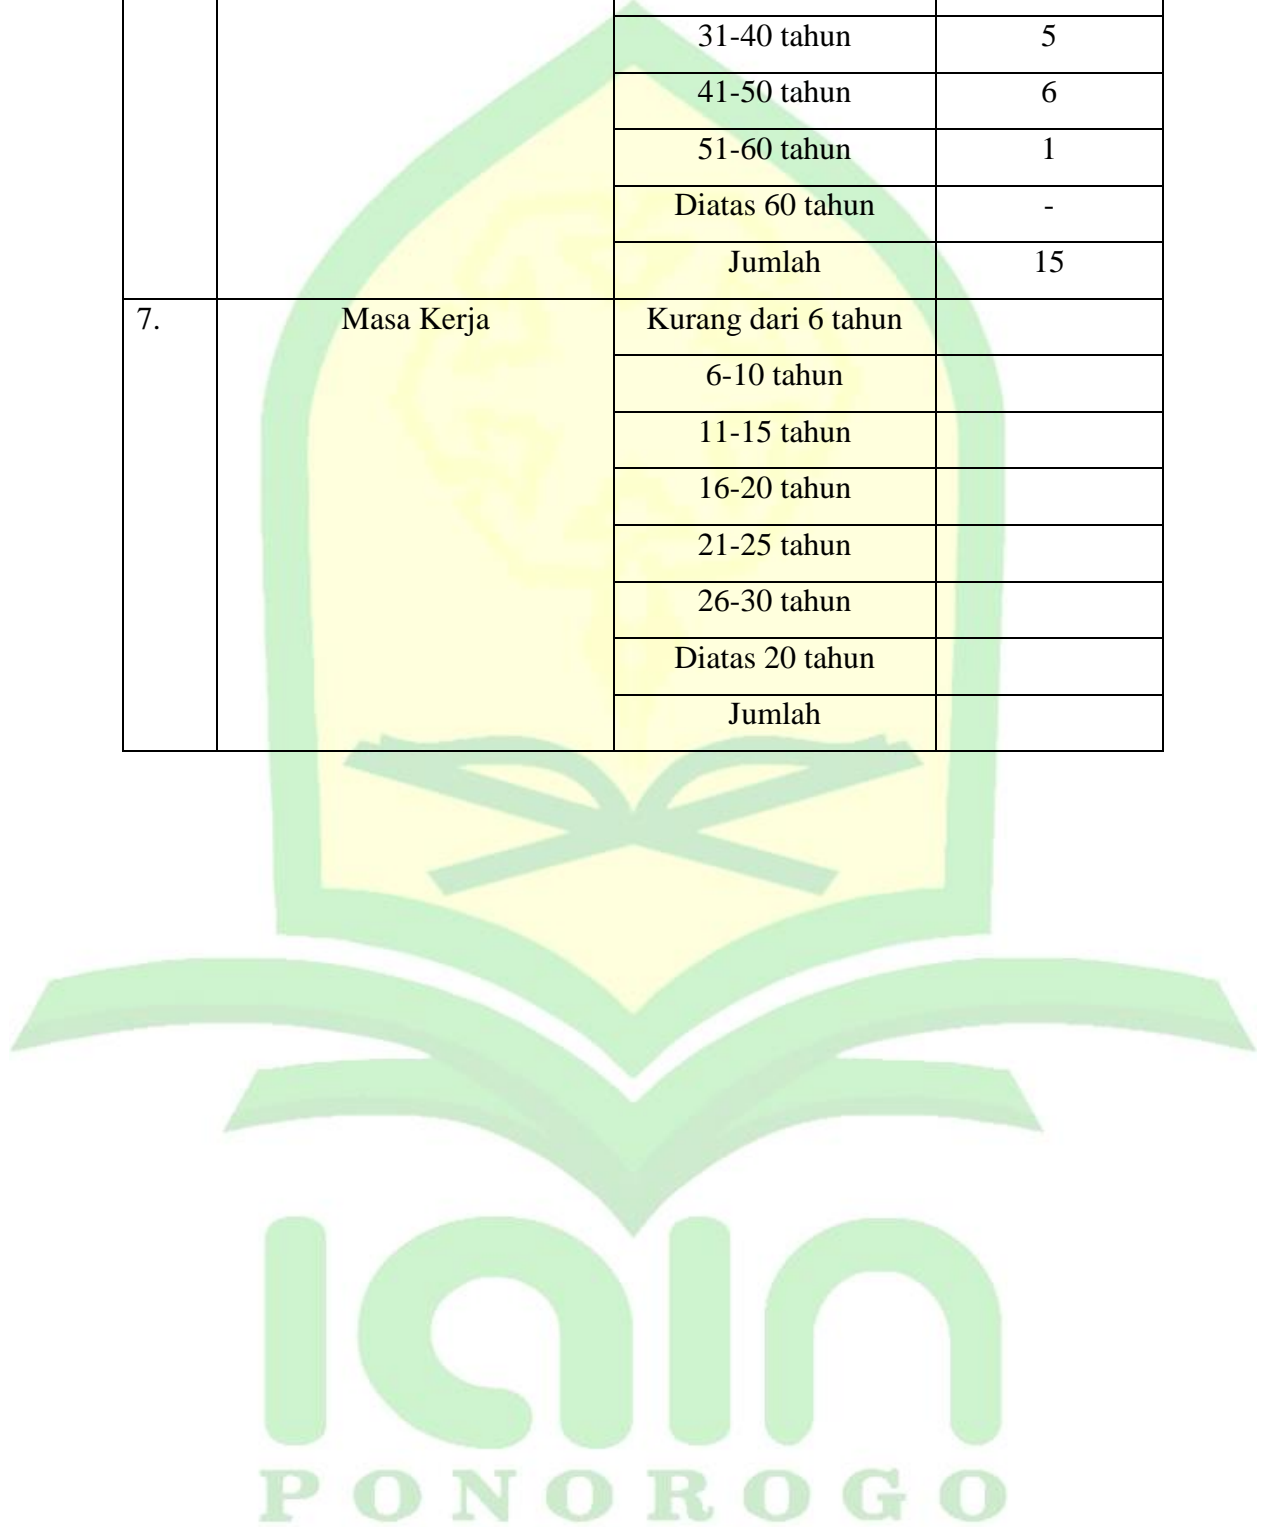 31-40 tahun 5
41-50 tahun 6
51-60 tahun 1
Diatas 60 tahun -
Jumlah 15
7. Masa Kerja Kurang dari 6 tahun
6-10 tahun
11-15 tahun
16-20 tahun
21-25 tahun
26-30 tahun
Diatas 20 tahun
Jumlah
iain
PONOROGO